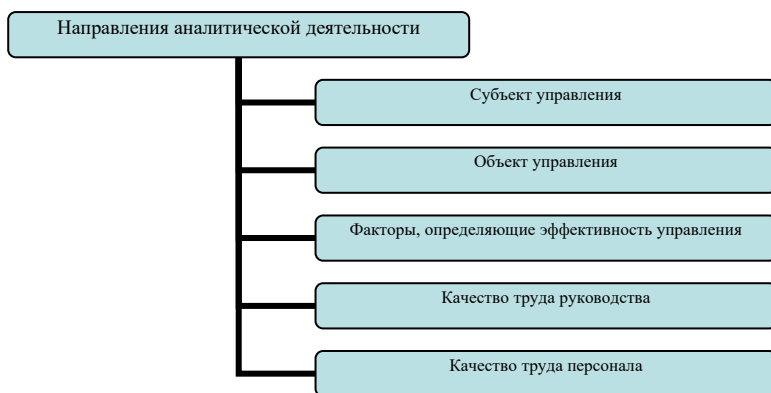 Направления аналитической деятельности
Субъект управления
Объект управления
Факторы, определяющие эффективность управления
Качество труда руководства
Качество труда персонала